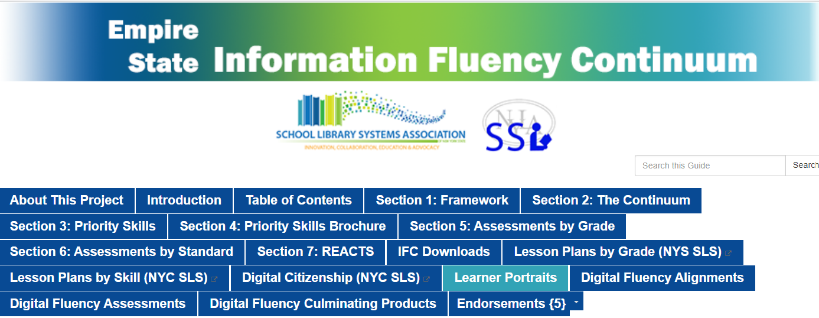 Empire
State Information Fluency Continuum
SCHOOL LIBRARY SYSTEMS ASSOCIATION
INNOVATION, COLLABORATION, EDUCATION & ADVOCACY
SSL
Search this Guide Search
About This Project Introduction Table of Contents Section 1: Framework Section 2: The Continuum
Section 3: Priority Skills Section 4: Priority Skills Brochure Section 5: Assessments by Grade
Section 6: Assessments by Standard Section 7: REACTS IFC Downloads Lesson Plans by Grade (NYS SLS)
Lesson Plans by Skill (NYC SLS) Digital Citizenship (NYC SLS) Learner Portraits Digital Fluency Alignments
Digital Fluency Assessments Digital Fluency Culminating Products Endorsements {5}